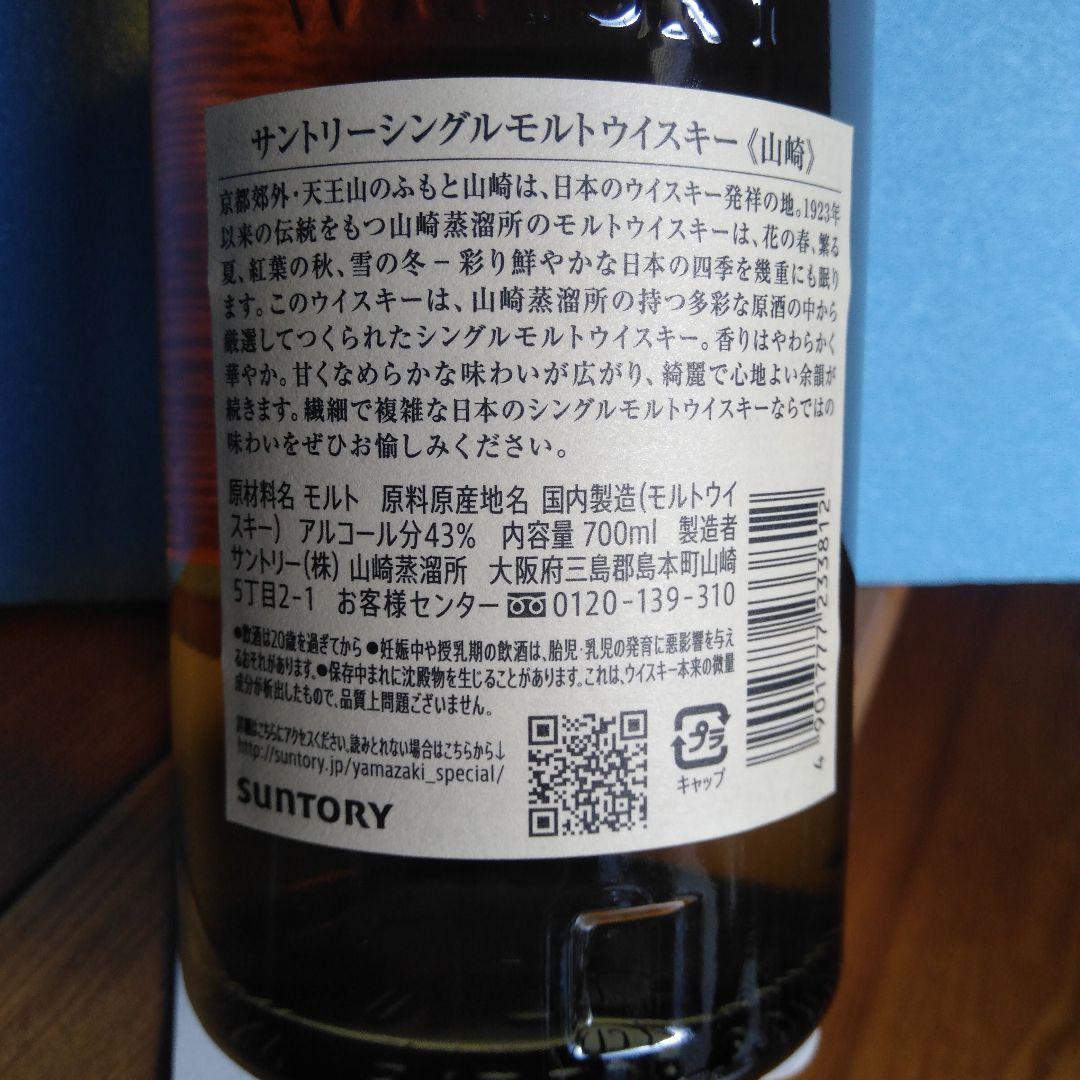 WHISKY
サントリーシングルモルトウイスキー《山崎》
京都郊外・天王山のふもと山崎は、日本のウイスキー発祥の地。1923年
以来の伝統をもつ山崎蒸溜所のモルトウイスキーは、花の春、繁る
夏、紅葉の秋、雪の冬－彩り鮮やかな日本の四季を幾重にも眠り
ます。このウイスキーは、山崎蒸溜所の持つ多彩な原酒の中から
厳選してつくられたシングルモルトウイスキー。香りはやわらかく
華やか。甘くなめらかな味わいが広がり、綺麗で心地よい余韻が
続きます。繊細で複雑な日本のシングルモルトウイスキーならではの
味わいをぜひお愉しみください。
原材料名 モルト 原料原産地名 国内製造(モルトウイ
スキー) アルコール分43% 内容量 700ml 製造者
サントリー(株) 山崎蒸溜所 大阪府三島郡島本町山崎
5丁目2-1 お客様センター 0120-139-310
●飲酒は20歳を過ぎてから ●妊娠中や授乳期の飲酒は、胎児・乳児の発育に悪影響を与え
るおそれがあります。●保存中まれに沈殿物を生じることがあります。これは、ウイスキー本来の微量
成分が析出したもので、品質上問題ございません。
詳細はこちらにアクセスください。読みとれない場合はこちらから↓
http://suntory.jp/yamazaki_special/
SUNTORY
プラ
キャップ
4 901777 233812